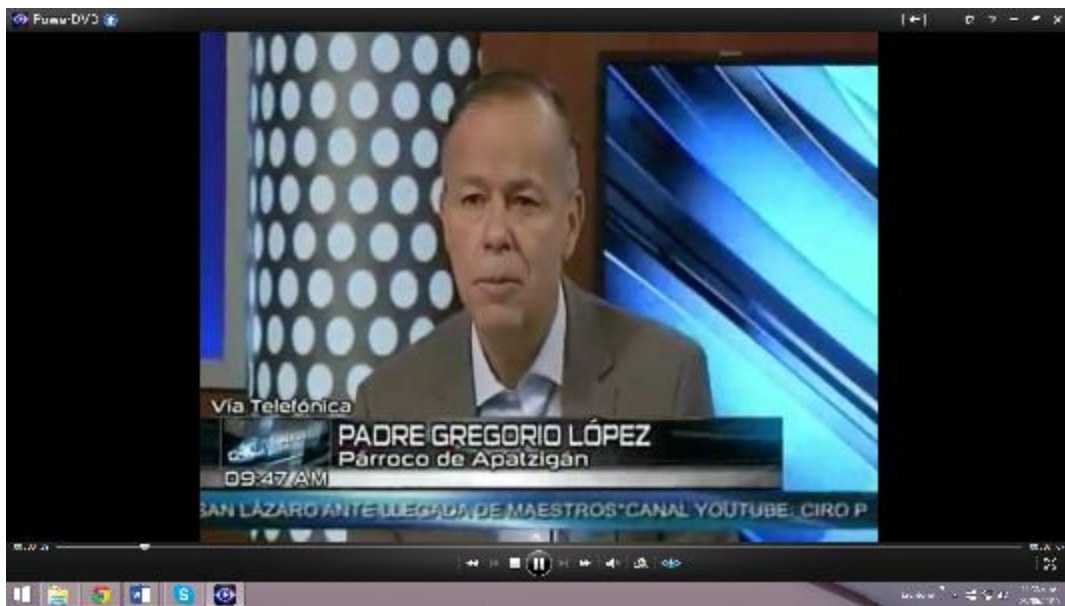 PowerDVD
Vía Telefónica
PADRE GREGORIO LÓPEZ
Párroco de Apatzigán
09:47 AM
SAN LÁZARO ANTE LLEGADA DE MAESTROS*CANAL YOUTUBE: CIRO P